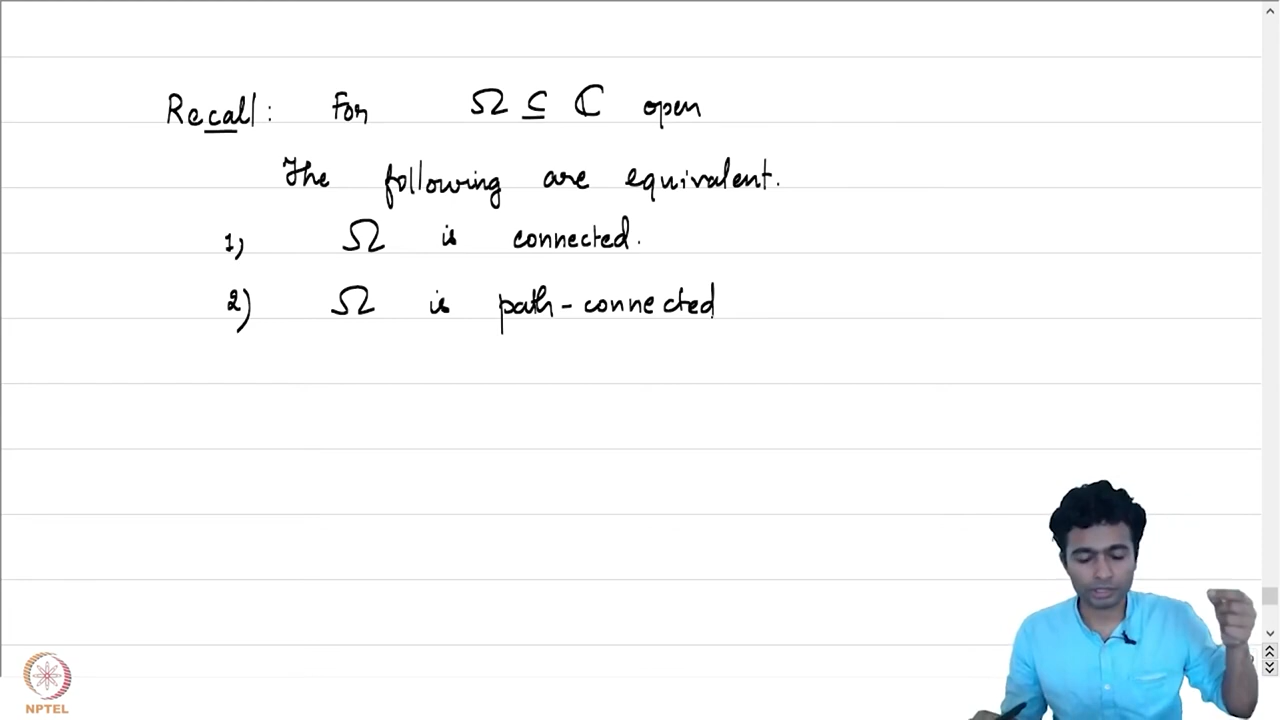 Recall: For Ω ⊆ ℂ open
The following are equivalent.
1) Ω is connected.
2) Ω is path-connected
NPTEL